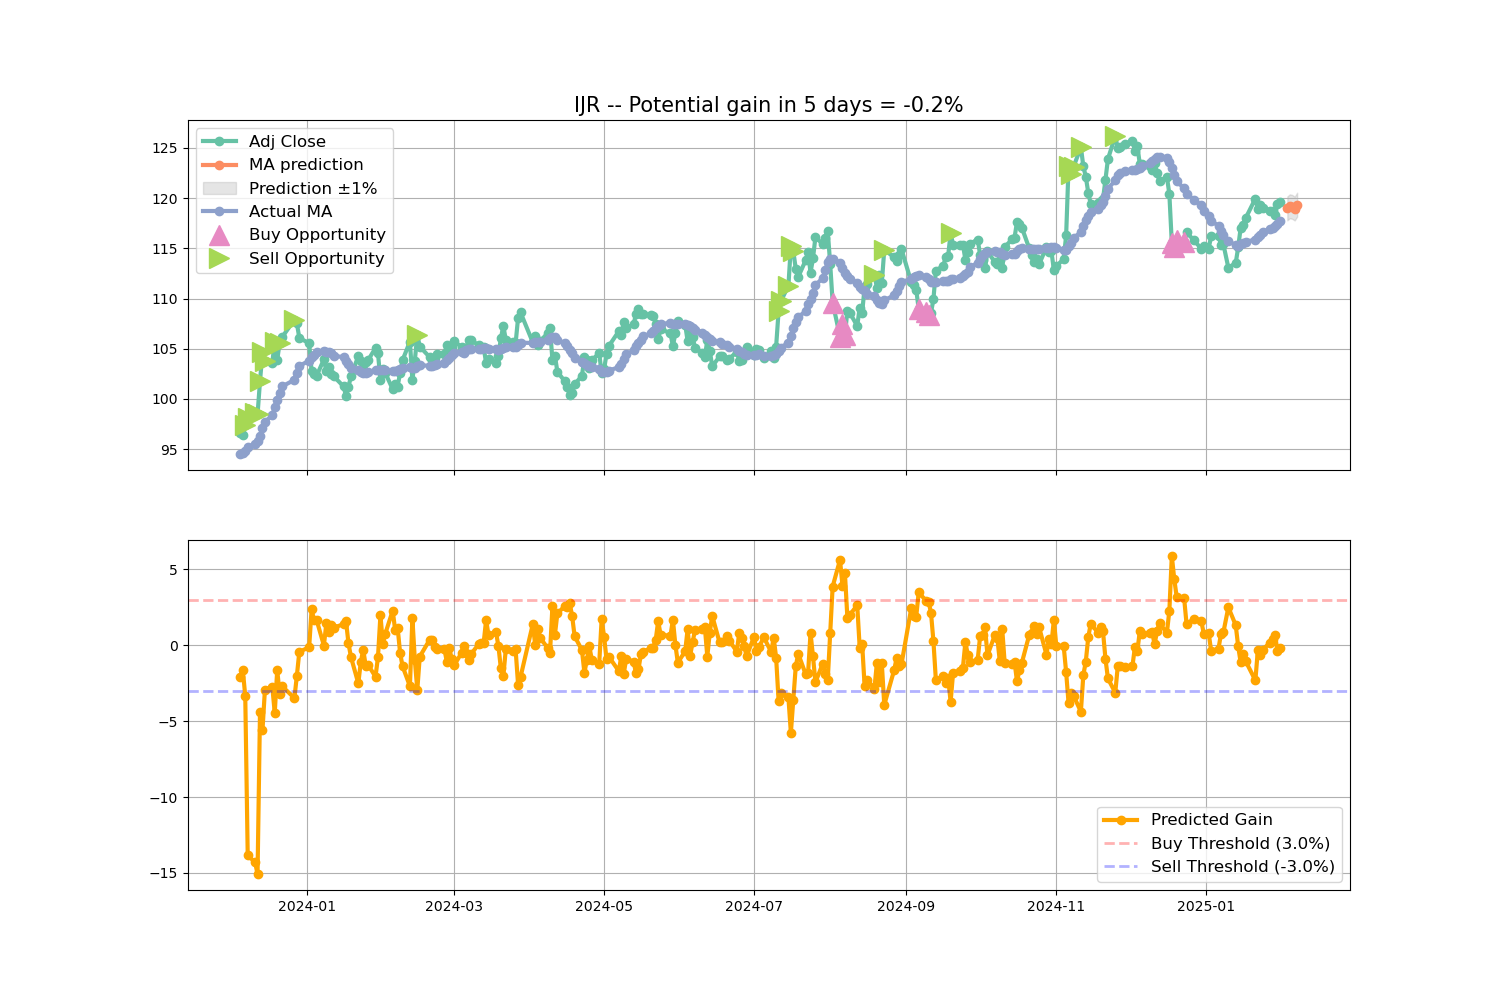 IJR -- Potential gain in 5 days = -0.2%
Adj Close
MA prediction
Prediction ±1%
Actual MA
Buy Opportunity
Sell Opportunity
125
120
115
110
105
100
95
5
0
−5
−10
−15
Predicted Gain
Buy Threshold (3.0%)
Sell Threshold (-3.0%)
2024-01 2024-03 2024-05 2024-07 2024-09 2024-11 2025-01